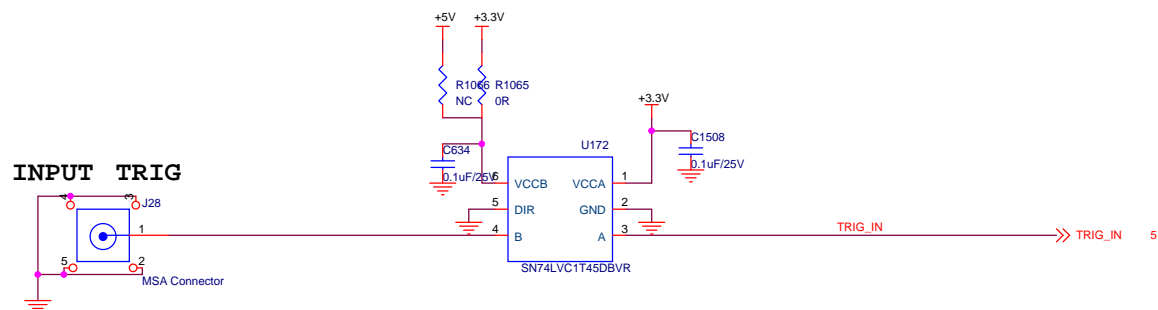 +5V
+3.3V
R1066
R1065
NC
0R
+3.3V
C634
0.1uF/25V
C1508
0.1uF/25V
U172
INPUT TRIG
6
VCCB
VCCA
1
5
DIR
GND
2
4
B
A
3
SN74LVC1T45DBVR
4
3
J28
1
5
2
MSA Connector
TRIG_IN
TRIG_IN
5